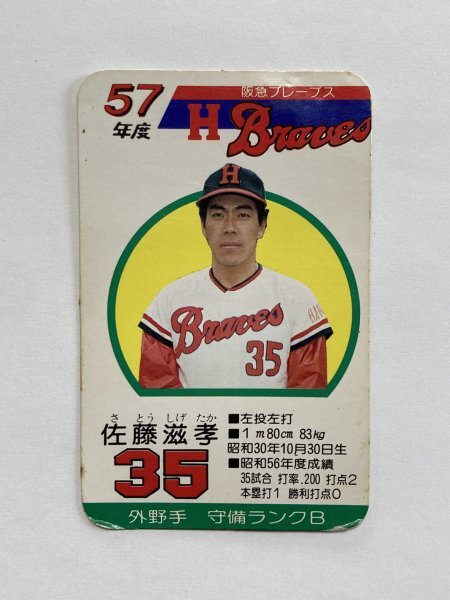 57
年度
阪急ブレーブス
H Braves
H
Braves
35
さ とう しげ たか
佐藤滋孝
35
■左投左打
■1m80cm 83kg
昭和30年10月30日生
■昭和56年度成績
35試合 打率.200 打点2
本塁打1 勝利打点0
外野手 守備ランクB